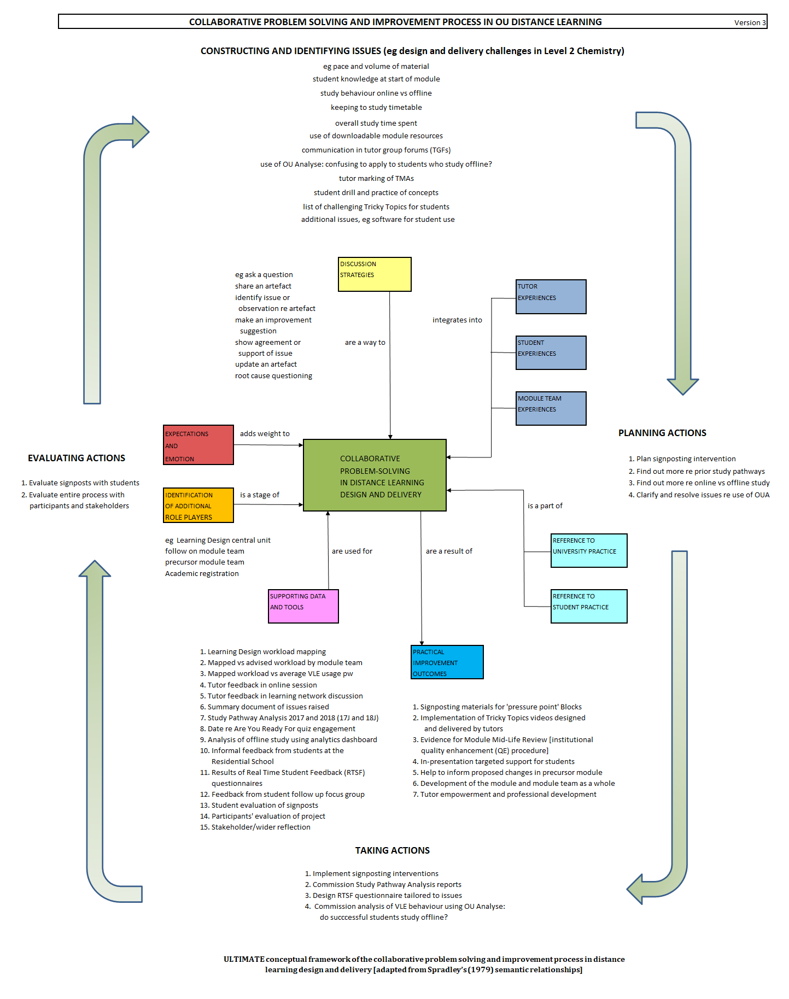 COLLABORATIVE PROBLEM SOLVING AND IMPROVEMENT PROCESS IN OU DISTANCE LEARNING
Version 3
CONSTRUCTING AND IDENTIFYING ISSUES (eg design and delivery challenges in Level 2 Chemistry)
eg pace and volume of material
student knowledge at start of module
study behaviour online vs offline
keeping to study timetable
overall study time spent
use of downloadable module resources
communication in tutor group forums (TGFs)
use of OU Analyse: confusing to apply to students who study offline?
tutor marking of TMAs
student drill and practice of concepts
list of challenging Tricky Topics for students
additional issues, eg software for student use
DISCUSSION
STRATEGIES
eg ask a question
share an artefact
identify issue or
observation re artefact
make an improvement
suggestion
show agreement or
support of issue
update an artefact
root cause questioning
are a way to
integrates into
TUTOR
EXPERIENCES
STUDENT
EXPERIENCES
MODULE TEAM
EXPERIENCES
EXPECTATIONS
AND
EMOTION
adds weight to
COLLABORATIVE
PROBLEM-SOLVING
IN DISTANCE LEARNING
DESIGN AND DELIVERY
PLANNING ACTIONS
1. Plan signposting intervention
2. Find out more re prior study pathways
3. Find out more re online vs offline study
4. Clarify and resolve issues re use of OUA
EVALUATING ACTIONS
1. Evaluate signposts with students
2. Evaluate entire process with
participants and stakeholders
IDENTIFICATION
OF ADDITIONAL
ROLE PLAYERS
is a stage of
eg  Learning Design central unit
follow on module team
precursor module team
Academic registration
are used for
are a result of
is a part of
REFERENCE TO
UNIVERSITY PRACTICE
REFERENCE TO
STUDENT PRACTICE
SUPPORTING DATA
AND TOOLS
1. Learning Design workload mapping
2. Mapped vs advised workload by module team
3. Mapped workload vs average VLE usage pw
4. Tutor feedback in online session
5. Tutor feedback in learning network discussion
6. Summary document of issues raised
7. Study Pathway Analysis 2017 and 2018 (17J and 18J)
8. Date re Are You Ready For quiz engagement
9. Analysis of offline study using analytics dashboard
10. Informal feedback from students at the
Residential School
11. Results of Real Time Student Feedback (RTSF)
questionnaires
12. Feedback from student follow up focus group
13. Student evaluation of signposts
14. Participants' evaluation of project
15. Stakeholder/wider reflection
PRACTICAL
IMPROVEMENT
OUTCOMES
1. Signposting materials for 'pressure point' Blocks
2. Implementation of Tricky Topics videos designed
and delivered by tutors
3. Evidence for Module Mid-Life Review [institutional
quality enhancement (QE) procedure]
4. In-presentation targeted support for students
5. Help to inform proposed changes in precursor module
6. Development of the module and module team as a whole
7. Tutor empowerment and professional development
TAKING ACTIONS
1. Implement signposting interventions
2. Commission Study Pathway Analysis reports
3. Design RTSF questionnaire tailored to issues
4.  Commission analysis of VLE behaviour using OU Analyse:
do succcessful students study offline?
ULTIMATE conceptual framework of the collaborative problem solving and improvement process in distance
learning design and delivery [adapted from Spradley's (1979) semantic relationships]